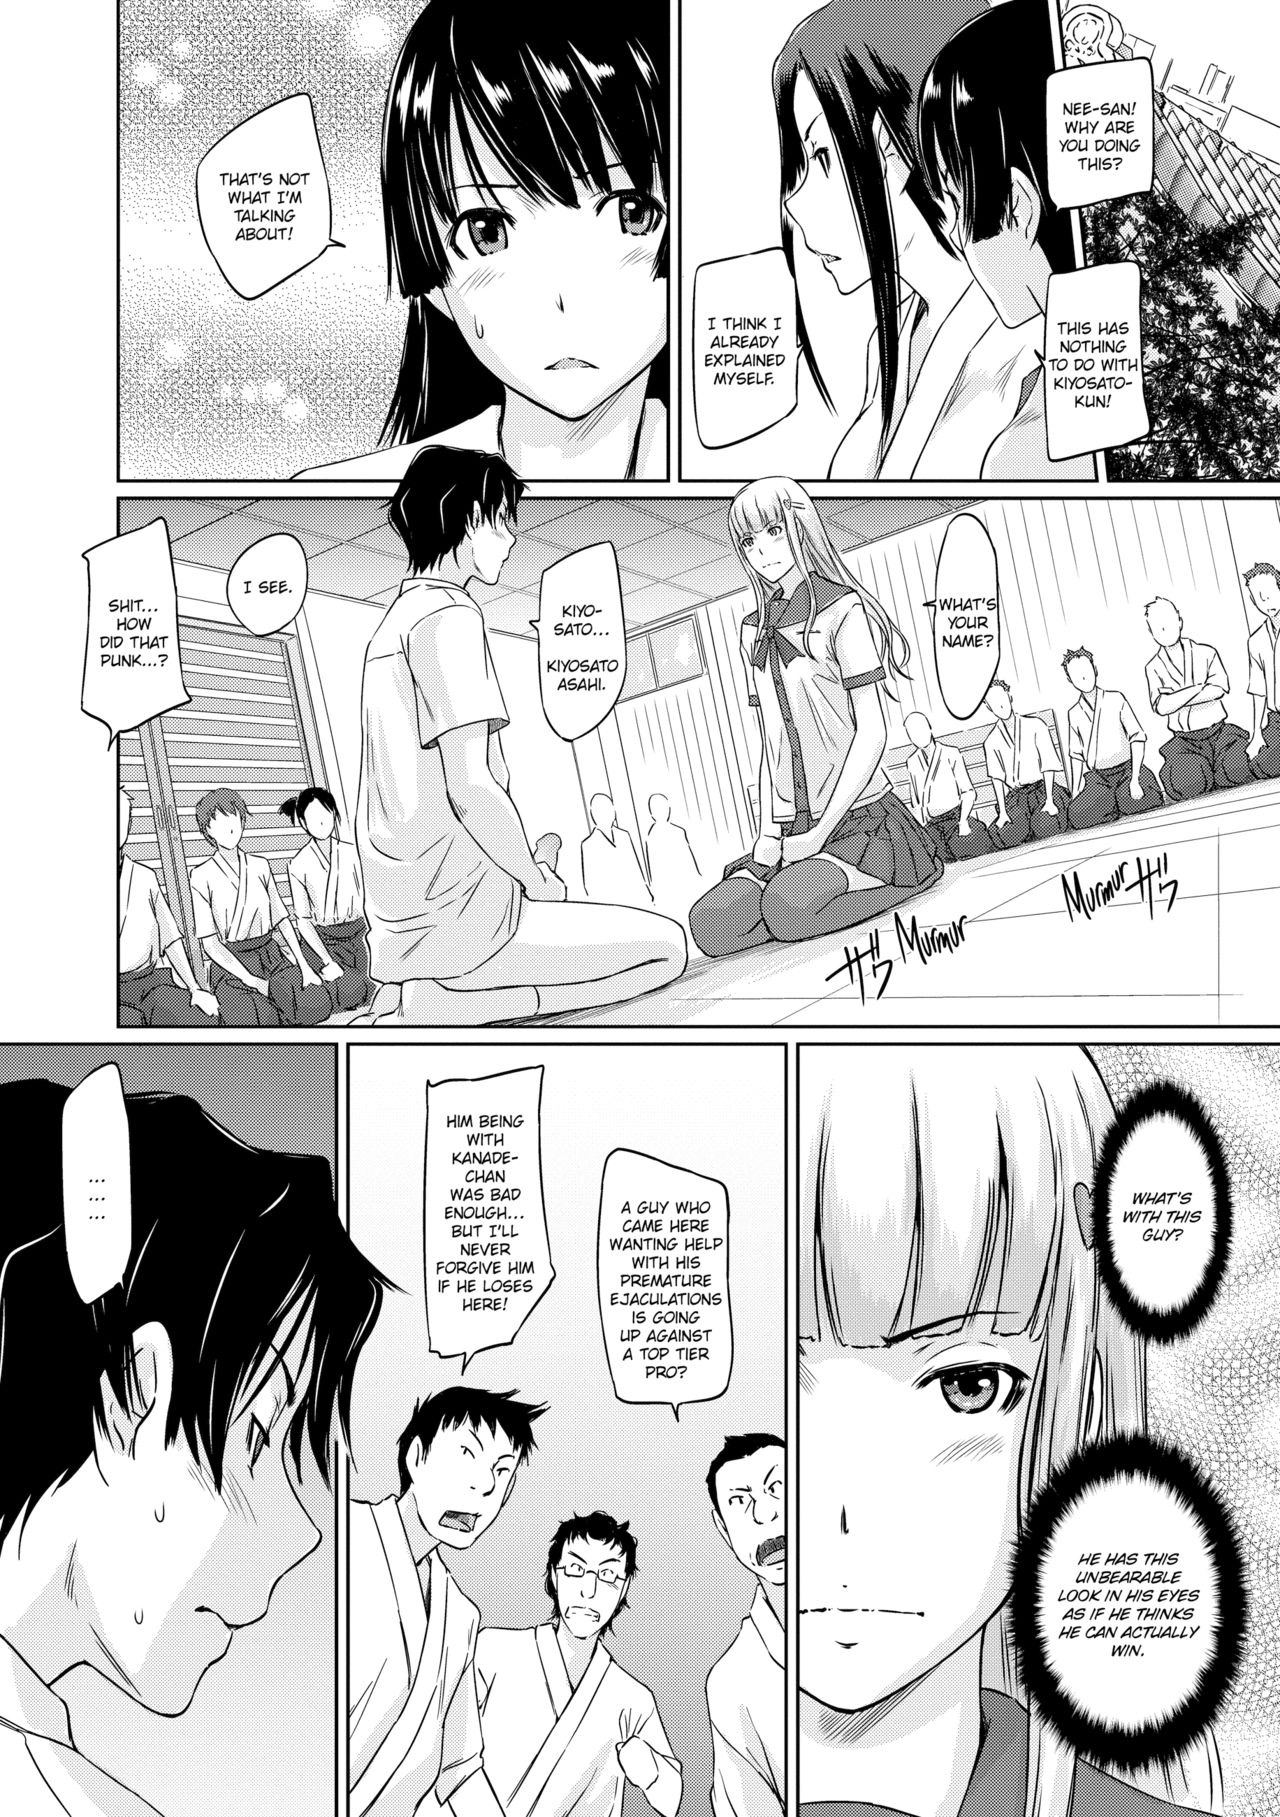 NEE-SAN!
WHY ARE
YOU DOING
THIS?
THIS HAS
NOTHING
TO DO WITH
KIYOSATO-
KUN!
I THINK I
ALREADY
EXPLAINED
MYSELF.
THAT'S NOT
WHAT I'M
TALKING
ABOUT!
WHAT'S
YOUR
NAME?
KIYO-
SATO...
KIYOSATO
ASAHI.
I SEE.
SHIT...
HOW
DID THAT
PUNK...?
Murmur ザワ
ザワ Murmur
WHAT'S
WITH THIS
GUY?
HE HAS THIS
UNBEARABLE
LOOK IN HIS EYES
AS IF HE THINKS
HE CAN ACTUALLY
WIN.
A GUY WHO
CAME HERE
WANTING HELP
WITH HIS
PREMATURE
EJACULATIONS
IS GOING
UP AGAINST
A TOP TIER
PRO?
HIM BEING
WITH
KANADE-
CHAN
WAS BAD
ENOUGH...
BUT I'LL
NEVER
FORGIVE HIM
IF HE LOSES
HERE!
...
...
...